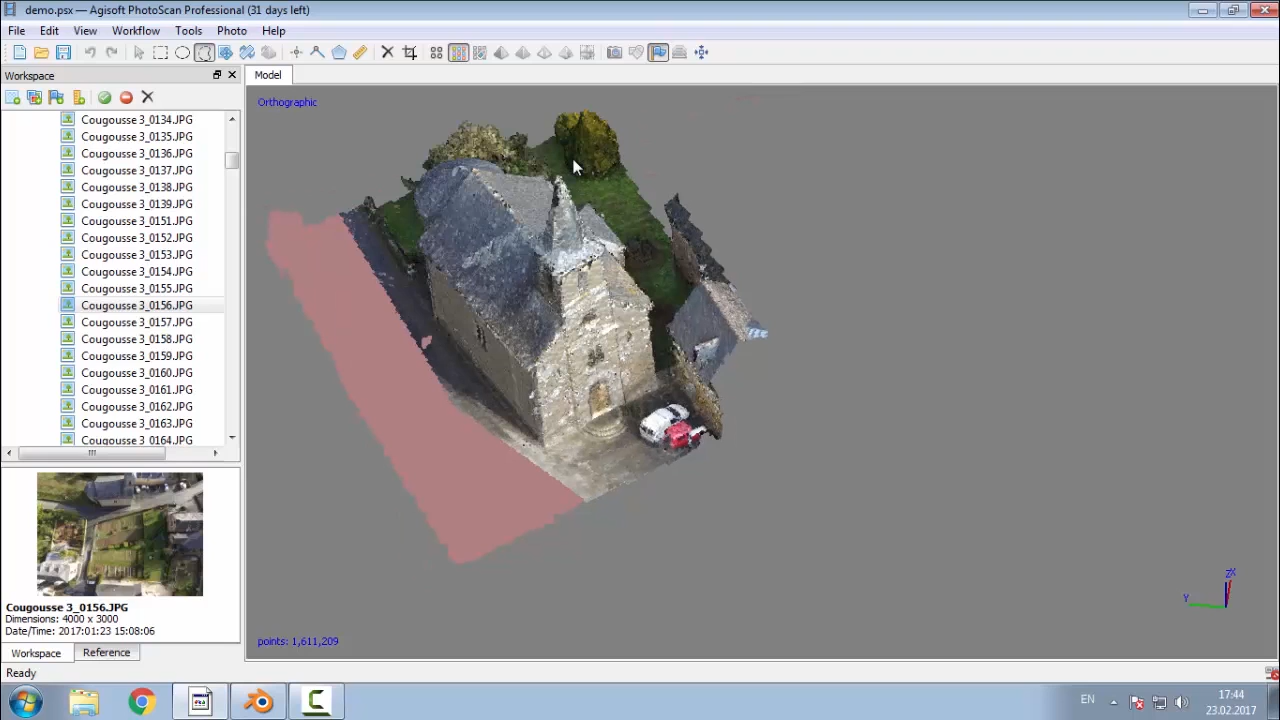 demo.psx — Agisoft PhotoScan Professional (31 days left)
File Edit View Workflow Tools Photo Help
Workspace
Model
Orthographic
Cougousse 3_0134.JPG
Cougousse 3_0135.JPG
Cougousse 3_0136.JPG
Cougousse 3_0137.JPG
Cougousse 3_0138.JPG
Cougousse 3_0139.JPG
Cougousse 3_0151.JPG
Cougousse 3_0152.JPG
Cougousse 3_0153.JPG
Cougousse 3_0154.JPG
Cougousse 3_0155.JPG
Cougousse 3_0156.JPG
Cougousse 3_0157.JPG
Cougousse 3_0158.JPG
Cougousse 3_0159.JPG
Cougousse 3_0160.JPG
Cougousse 3_0161.JPG
Cougousse 3_0162.JPG
Cougousse 3_0163.JPG
Cougousse 3_0164.JPG
Cougousse 3_0156.JPG
Dimensions: 4000 x 3000
Date/Time: 2017:01:23 15:08:06
Y
ZX
points: 1,611,209
Workspace Reference
Ready
EN
17:44
23.02.2017